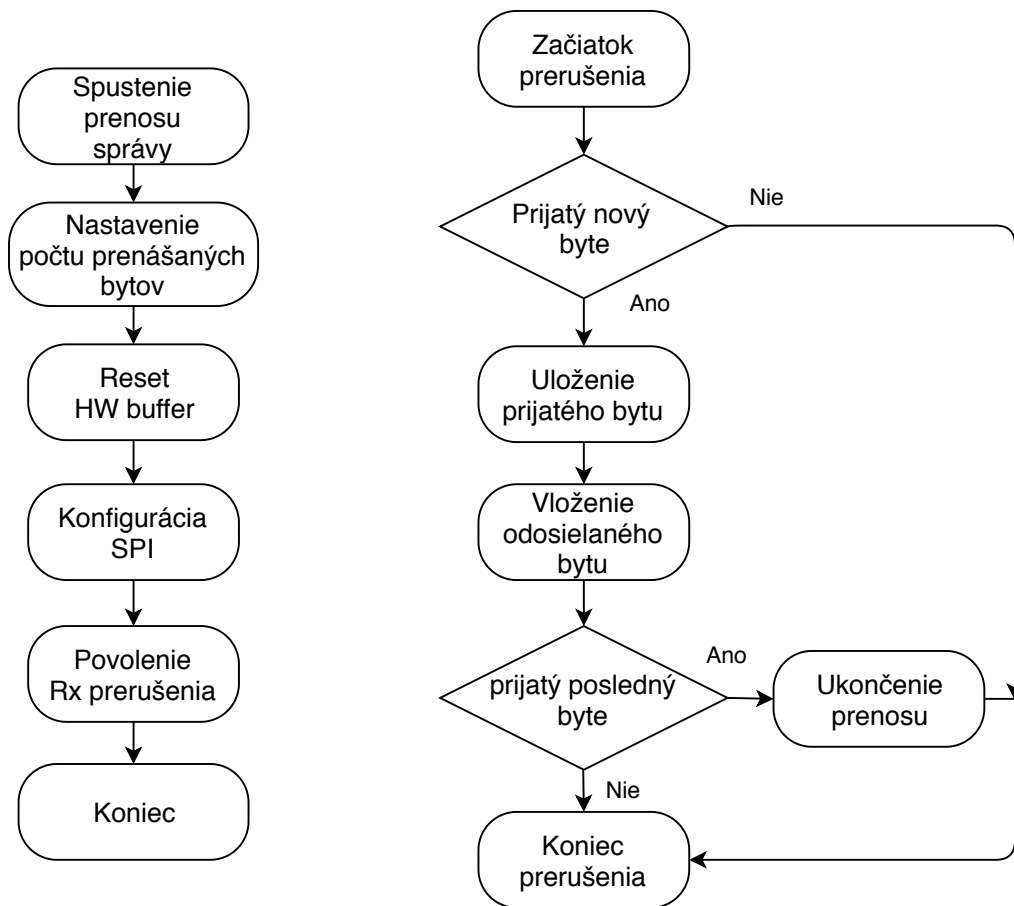 Spustenie
prenosu
správy
Nastavenie
počtu prenášaných
bytov
Reset
HW buffer
Konfigurácia
SPI
Povolenie
Rx prerušenia
Koniec
Začiatok
prerušenia
Prijatý nový
byte
Nie
Ano
Uloženie
prijatého bytu
Vloženie
odosielaného
bytu
prijatý posledný
byte
Ano
Ukončenie
prenosu
Nie
Koniec
prerušenia